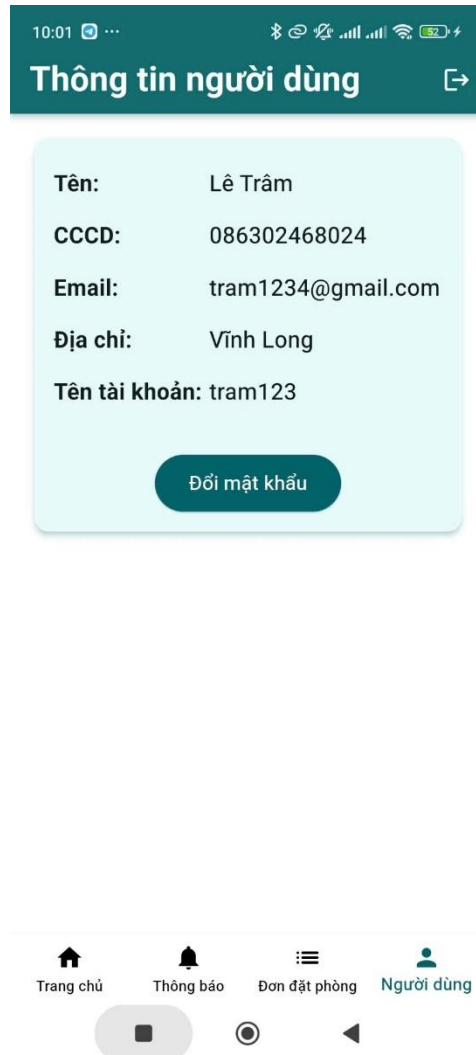 10:01 ... 52
Thông tin người dùng
Tên: Lê Trâm
CCCD: 086302468024
Email: tram1234@gmail.com
Địa chỉ: Vĩnh Long
Tên tài khoản: tram123
Đổi mật khẩu
Trang chủ Thông báo Đơn đặt phòng Người dùng